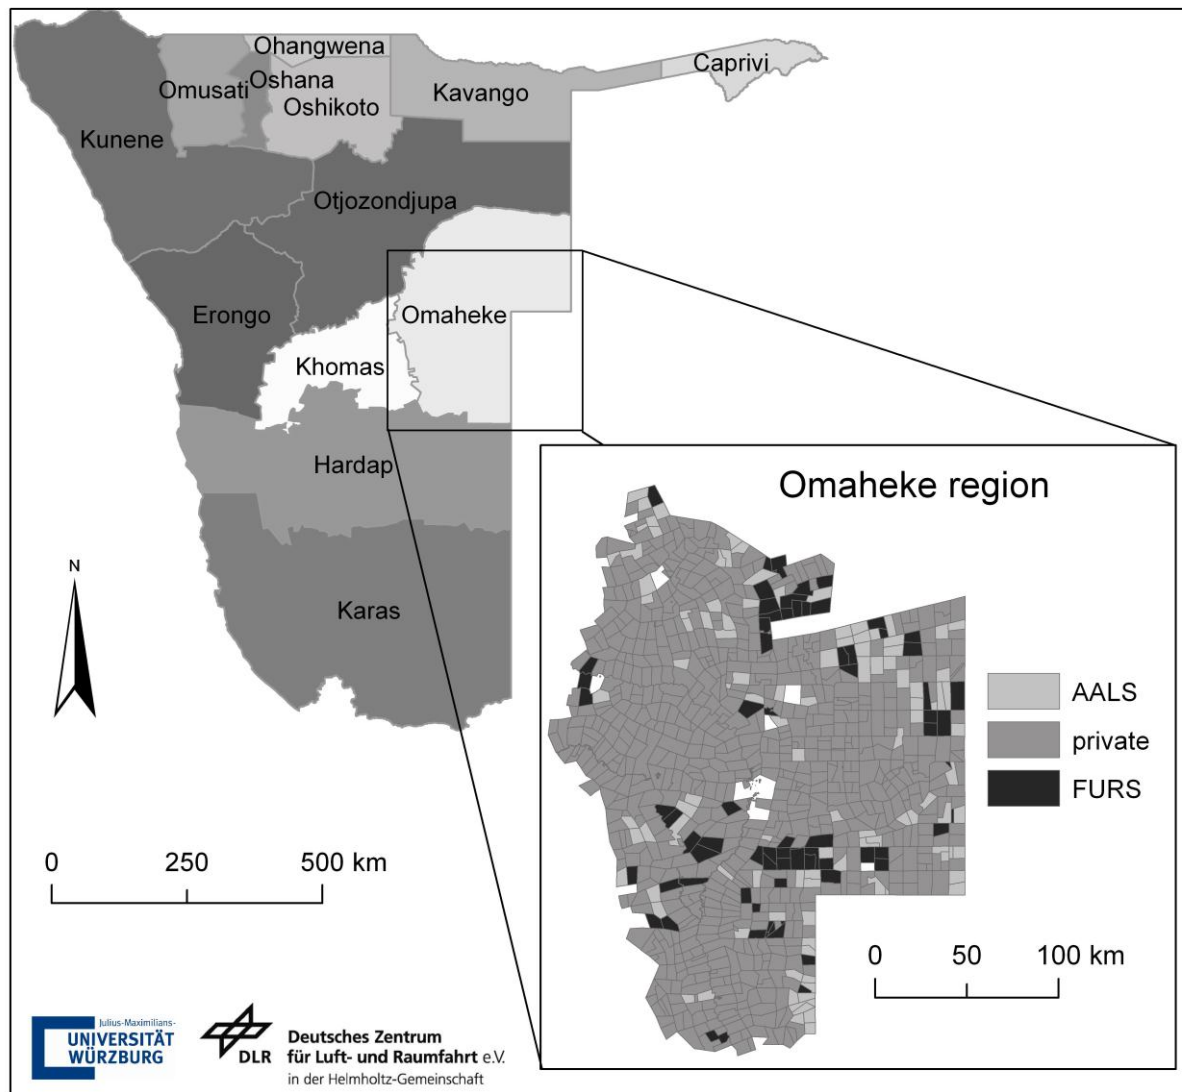 Ohangwena
Caprivi
Omusati
Oshana
Kavango
Oshikoto
Kunene
Otjozondjupa
Erongo
Omaheke
Khomas
Hardap
Omaheke region
N
Karas
AALS
private
FURS
0 250 500 km
0 50 100 km
Julius-Maximilians-
UNIVERSITÄT
WÜRZBURG
DLR
Deutsches Zentrum
für Luft- und Raumfahrt e.V.
in der Helmholtz-Gemeinschaft